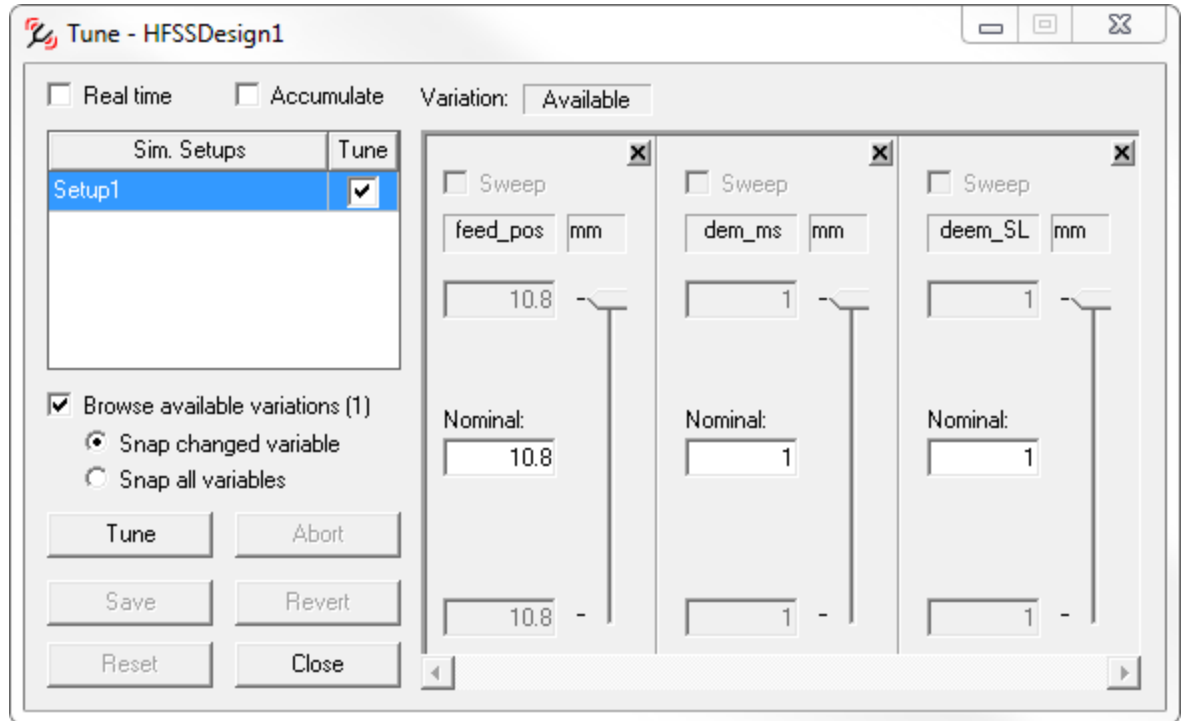 Tune - HFSSDesign1
Real time
Accumulate
Variation: Available
Sim. Setups Tune
Setup1
Browse available variations (1)
Snap changed variable
Snap all variables
Tune Abort
Save Revert
Reset Close
Sweep
feed_pos mm
10.8
Nominal:
10.8
10.8
Sweep
dem_ms mm
1
Nominal:
1
1
Sweep
deem_SL mm
1
Nominal:
1
1